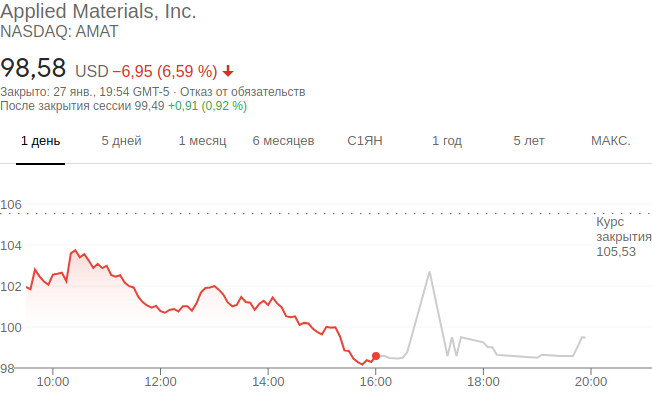 Applied Materials, Inc.
NASDAQ: AMAT
98,58 USD −6,95 (6,59 %)
Закрыто: 27 янв., 19:54 GMT-5 · Отказ от обязательств
После закрытия сессии 99,49 +0,91 (0,92 %)
1 день 5 дней 1 месяц 6 месяцев С1ЯН 1 год 5 лет МАКС.
106
Курс
закрытия
105,53
104
102
100
98
10:00 12:00 14:00 16:00 18:00 20:00